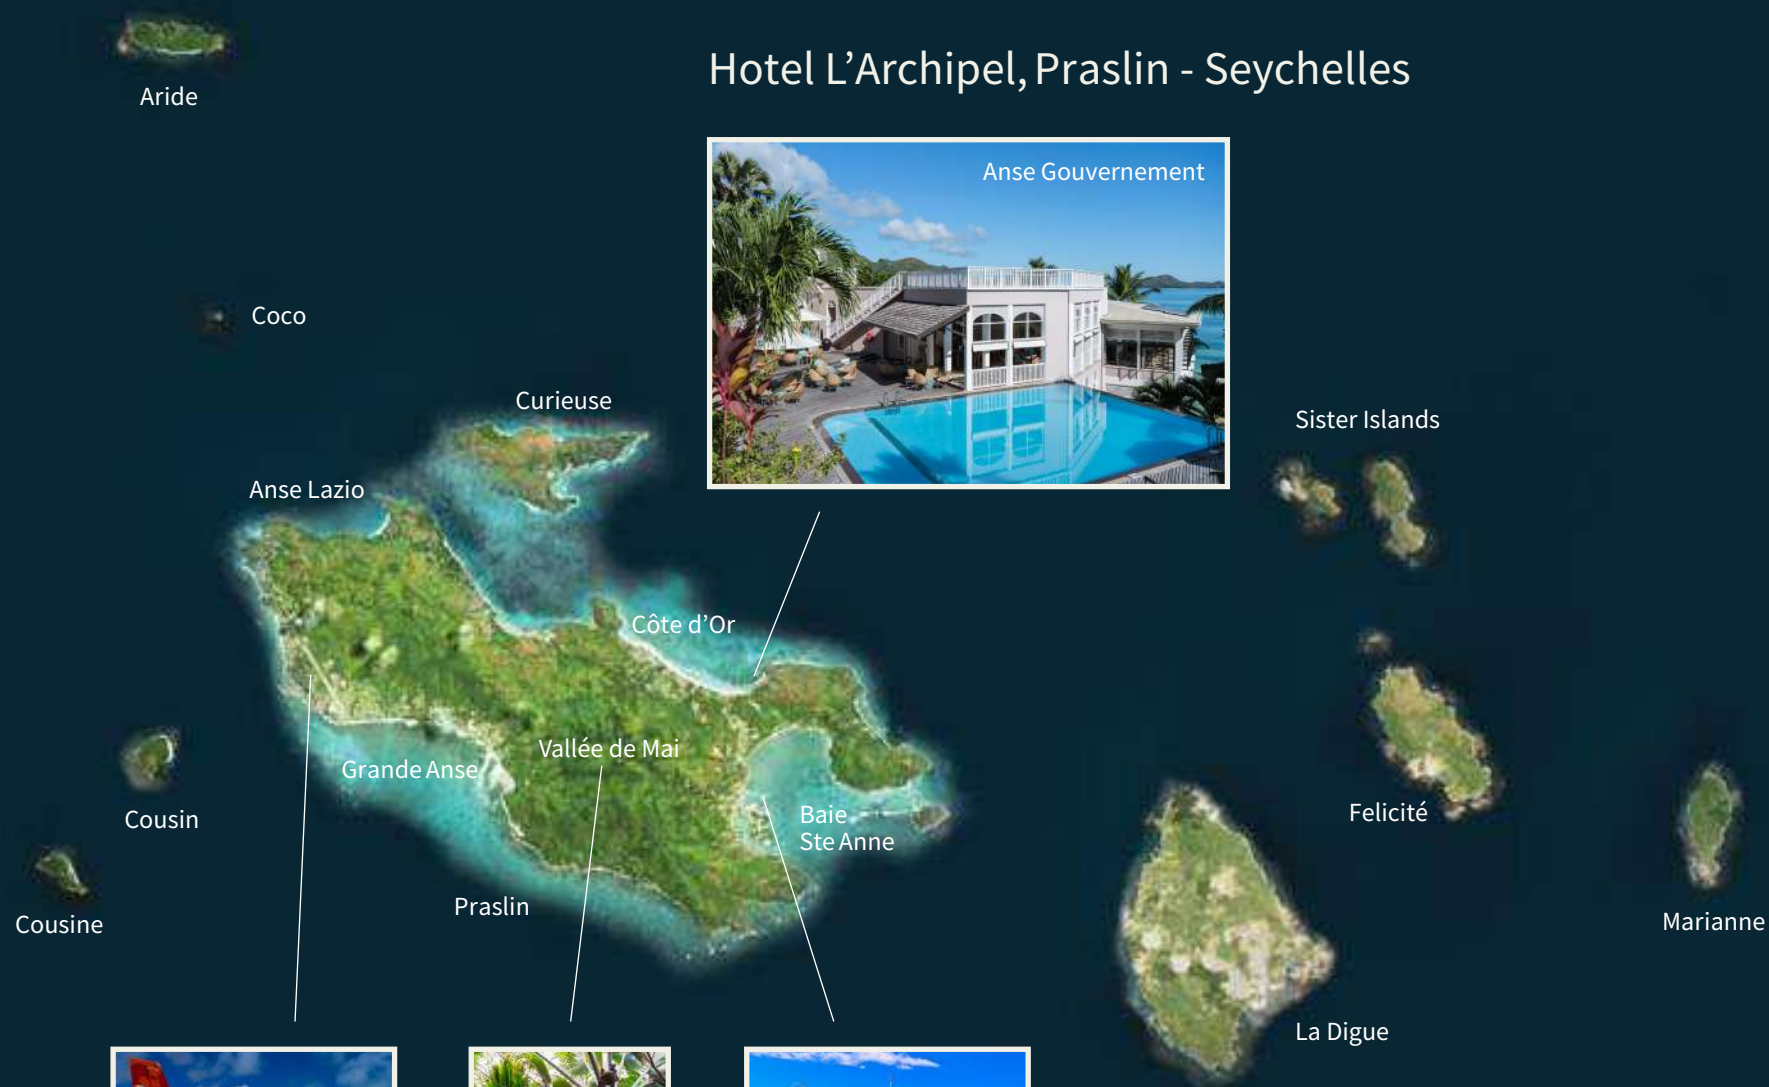 Hotel L’Archipel, Praslin - Seychelles
Aride
Anse Gouvernement
Coco
Curieuse
Sister Islands
Anse Lazio
Côte d’Or
Vallée de Mai
Grande Anse
Cousin
Baie
Ste Anne
Felicité
Praslin
Cousine
Marianne
La Digue